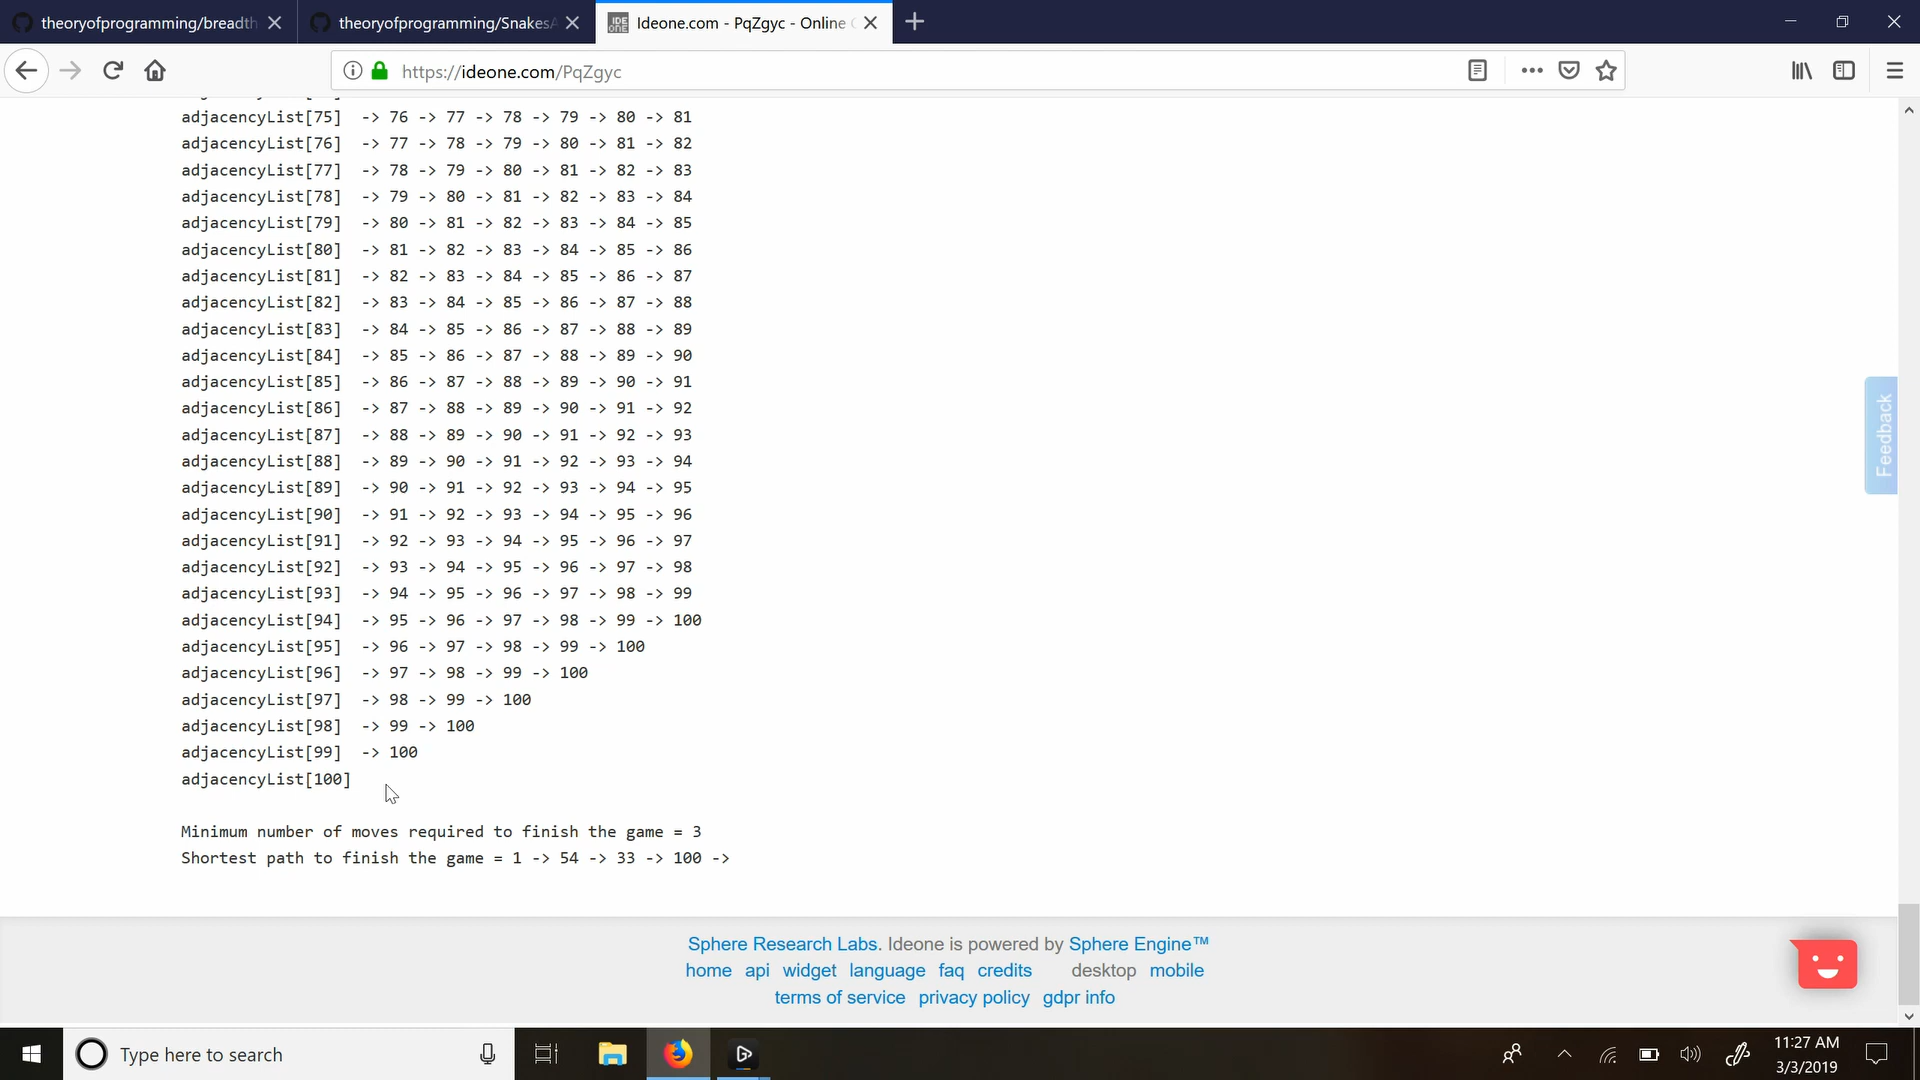 theoryofprogramming/breadth
theoryofprogramming/SnakesA
Ideone.com - PqZgyc - Online
https://ideone.com/PqZgyc
adjacencyList[75] -> 76 -> 77 -> 78 -> 79 -> 80 -> 81
adjacencyList[76] -> 77 -> 78 -> 79 -> 80 -> 81 -> 82
adjacencyList[77] -> 78 -> 79 -> 80 -> 81 -> 82 -> 83
adjacencyList[78] -> 79 -> 80 -> 81 -> 82 -> 83 -> 84
adjacencyList[79] -> 80 -> 81 -> 82 -> 83 -> 84 -> 85
adjacencyList[80] -> 81 -> 82 -> 83 -> 84 -> 85 -> 86
adjacencyList[81] -> 82 -> 83 -> 84 -> 85 -> 86 -> 87
adjacencyList[82] -> 83 -> 84 -> 85 -> 86 -> 87 -> 88
adjacencyList[83] -> 84 -> 85 -> 86 -> 87 -> 88 -> 89
adjacencyList[84] -> 85 -> 86 -> 87 -> 88 -> 89 -> 90
adjacencyList[85] -> 86 -> 87 -> 88 -> 89 -> 90 -> 91
adjacencyList[86] -> 87 -> 88 -> 89 -> 90 -> 91 -> 92
adjacencyList[87] -> 88 -> 89 -> 90 -> 91 -> 92 -> 93
adjacencyList[88] -> 89 -> 90 -> 91 -> 92 -> 93 -> 94
adjacencyList[89] -> 90 -> 91 -> 92 -> 93 -> 94 -> 95
adjacencyList[90] -> 91 -> 92 -> 93 -> 94 -> 95 -> 96
adjacencyList[91] -> 92 -> 93 -> 94 -> 95 -> 96 -> 97
adjacencyList[92] -> 93 -> 94 -> 95 -> 96 -> 97 -> 98
adjacencyList[93] -> 94 -> 95 -> 96 -> 97 -> 98 -> 99
adjacencyList[94] -> 95 -> 96 -> 97 -> 98 -> 99 -> 100
adjacencyList[95] -> 96 -> 97 -> 98 -> 99 -> 100
adjacencyList[96] -> 97 -> 98 -> 99 -> 100
adjacencyList[97] -> 98 -> 99 -> 100
adjacencyList[98] -> 99 -> 100
adjacencyList[99] -> 100
adjacencyList[100]
Minimum number of moves required to finish the game = 3
Shortest path to finish the game = 1 -> 54 -> 33 -> 100 ->
Feedback
Sphere Research Labs. Ideone is powered by Sphere Engine™
home api widget language faq credits desktop mobile
terms of service privacy policy gdpr info
Type here to search
11:27 AM
3/3/2019